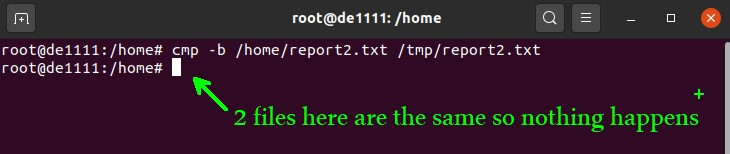 root@de1111: /home
root@de1111:/home# cmp -b /home/report2.txt /tmp/report2.txt
root@de1111:/home#
2 files here are the same so nothing happens